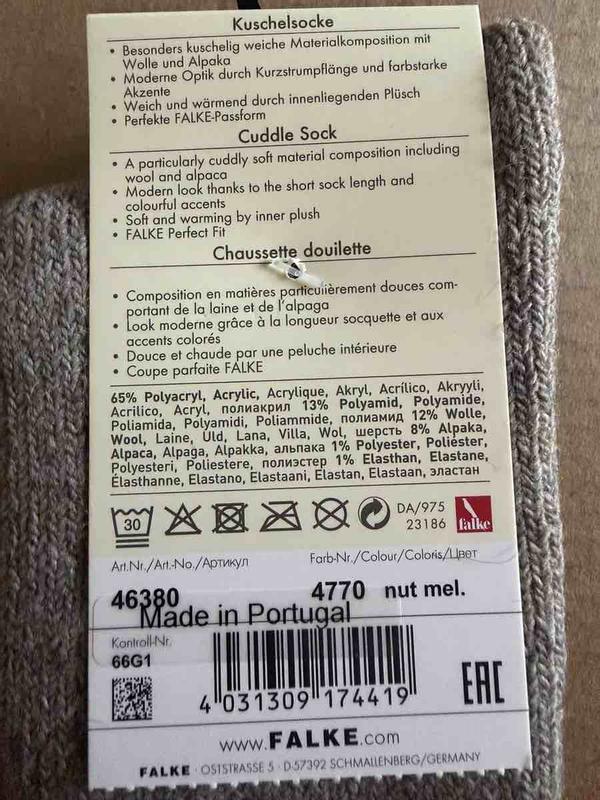 Kuschelsocke
• Besonders kuschelig weiche Materialkomposition mit
Wolle und Alpaka
• Moderne Optik durch Kurzstrumpflänge und farbstarke
Akzente
• Weich und wärmend durch innenliegenden Plüsch
• Perfekte FALKE-Passform
Cuddle Sock
• A particularly cuddly soft material composition including
wool and alpaca
• Modern look thanks to the short sock length and
colourful accents
• Soft and warming by inner plush
• FALKE Perfect Fit
Chaussette douilette
• Composition en matières particulièrement douces com-
portant de la laine et de l'alpaga
• Look moderne grâce à la longueur socquette et aux
accents colorés
• Douce et chaude par une peluche intérieure
• Coupe parfaite FALKE
65% Polyacryl, Acrylic, Acrylique, Akryl, Acrílico, Akryyli,
Acrilico, Acryl, полиакрил 13% Polyamid, Polyamide,
Poliamida, Polyamidi, Poliammide, полиамид 12% Wolle,
Wool, Laine, Uld, Lana, Villa, Wol, шерсть 8% Alpaka,
Alpaca, Alpaga, Alpakka, альпака 1% Polyester, Poliéster,
Polyesteri, Poliestere, полиэстер 1% Elasthan, Elastane,
Élasthanne, Elastano, Elastaani, Elastan, Elastaan, эластан
30
DA/975
23186
falke
Art.Nr./Art.-No./Артикул Farb-Nr./Colour/Coloris/Цвет
46380 4770 nut mel.
Made in Portugal
Kontroll-Nr.
66G1
4 031309 174419
EAC
www.FALKE.com
FALKE · OSTSTRASSE 5 · D-57392 SCHMALLENBERG/GERMANY